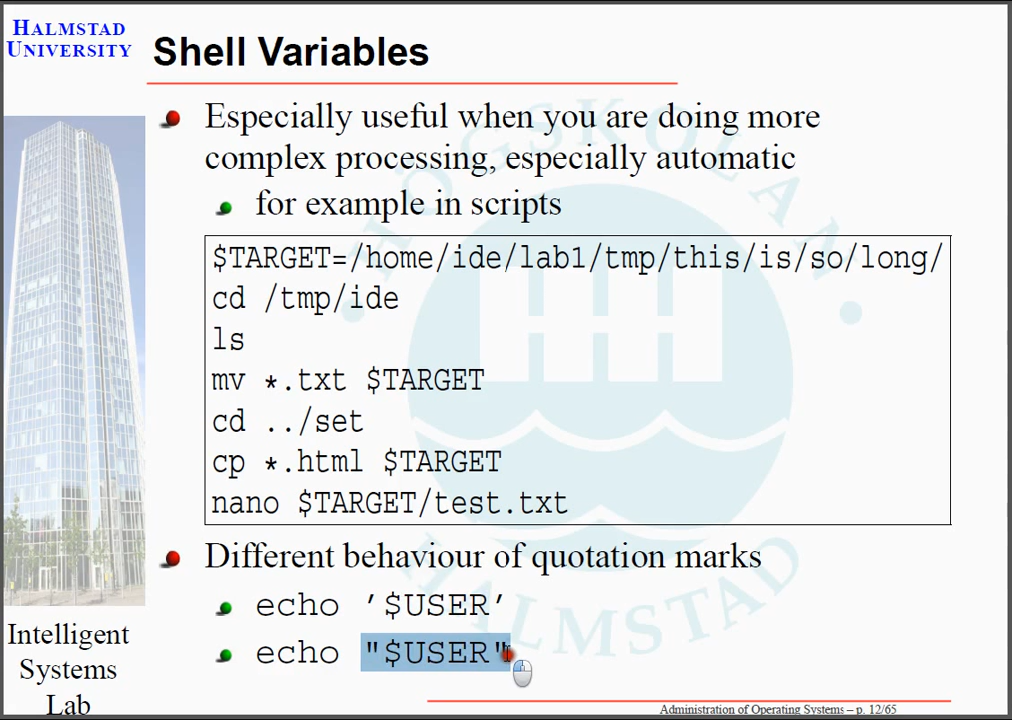 HALMSTAD
UNIVERSITY
Shell Variables
Especially useful when you are doing more
complex processing, especially automatic
for example in scripts
$TARGET=/home/ide/lab1/tmp/this/is/so/long/
cd /tmp/ide
ls
mv *.txt $TARGET
cd ../set
cp *.html $TARGET
nano $TARGET/test.txt
Different behaviour of quotation marks
echo ’$USER’
echo "$USER"
Intelligent
Systems
Lab
Administration of Operating Systems – p. 12/65
HÖGSKOLAN
HALMSTAD